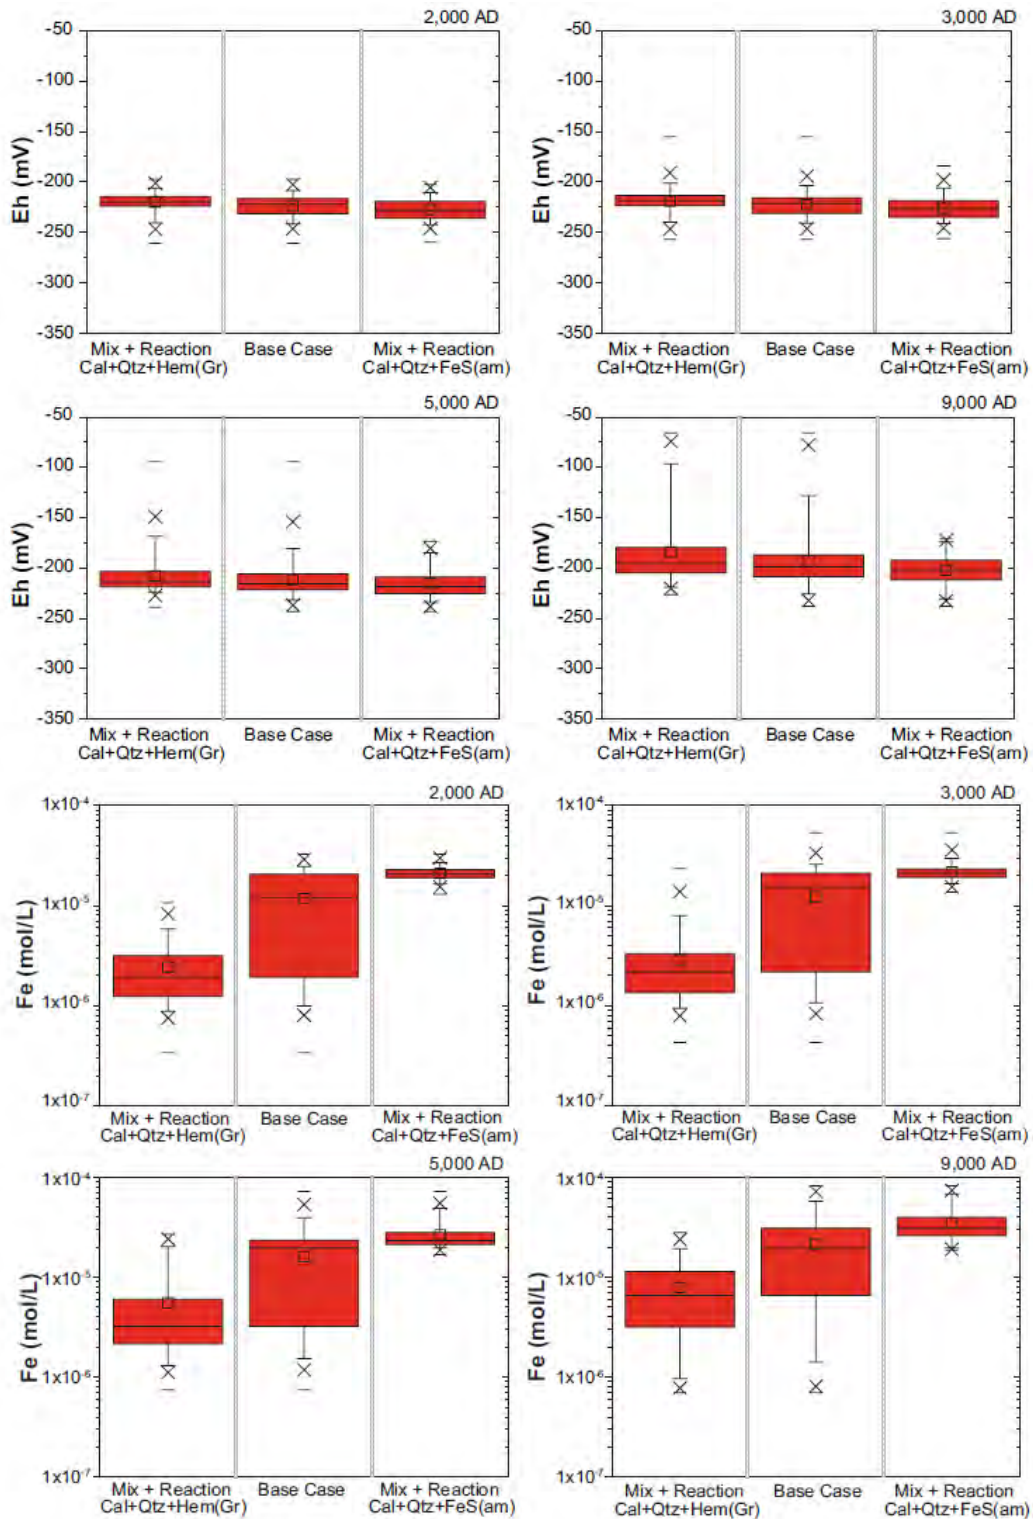 2,000 AD
-50
-100
-150
-200
-250
-300
-350
Eh (mV)
Mix + Reaction Base Case Mix + Reaction
Cal+Qtz+Hem(Gr) Cal+Qtz+FeS(am)
3,000 AD
-50
-100
-150
-200
-250
-300
-350
Eh (mV)
Mix + Reaction Base Case Mix + Reaction
Cal+Qtz+Hem(Gr) Cal+Qtz+FeS(am)
5,000 AD
-50
-100
-150
-200
-250
-300
-350
Eh (mV)
Mix + Reaction Base Case Mix + Reaction
Cal+Qtz+Hem(Gr) Cal+Qtz+FeS(am)
9,000 AD
-50
-100
-150
-200
-250
-300
-350
Eh (mV)
Mix + Reaction Base Case Mix + Reaction
Cal+Qtz+Hem(Gr) Cal+Qtz+FeS(am)
2,000 AD
1x10-4
1x10-5
1x10-6
1x10-7
Fe (mol/L)
Mix + Reaction Base Case Mix + Reaction
Cal+Qtz+Hem(Gr) Cal+Qtz+FeS(am)
3,000 AD
1x10-4
1x10-5
1x10-6
1x10-7
Fe (mol/L)
Mix + Reaction Base Case Mix + Reaction
Cal+Qtz+Hem(Gr) Cal+Qtz+FeS(am)
5,000 AD
1x10-4
1x10-5
1x10-6
1x10-7
Fe (mol/L)
Mix + Reaction Base Case Mix + Reaction
Cal+Qtz+Hem(Gr) Cal+Qtz+FeS(am)
9,000 AD
1x10-4
1x10-5
1x10-6
1x10-7
Fe (mol/L)
Mix + Reaction Base Case Mix + Reaction
Cal+Qtz+Hem(Gr) Cal+Qtz+FeS(am)